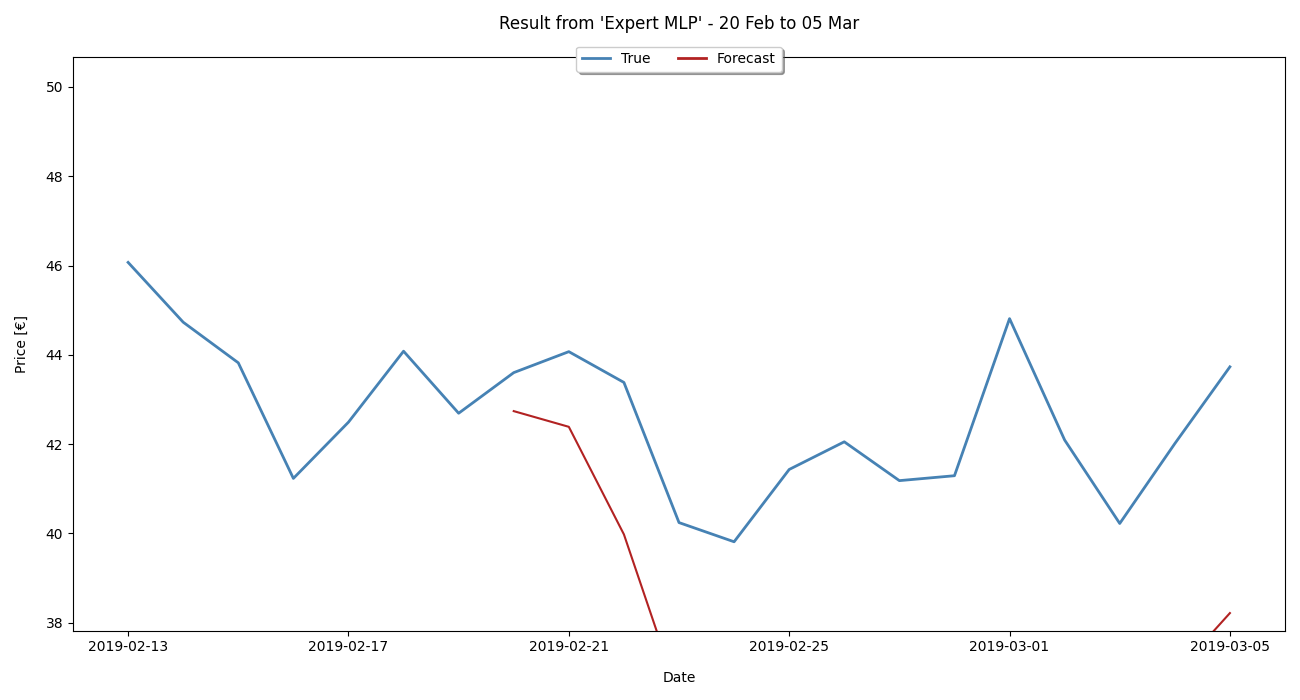 Result from 'Expert MLP' - 20 Feb to 05 Mar
True Forecast
50
48
46
44
42
40
38
Price [€]
2019-02-13 2019-02-17 2019-02-21 2019-02-25 2019-03-01 2019-03-05
Date